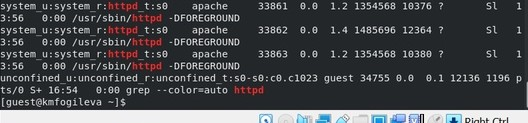 system_u:system_r:httpd_t:s0     apache     33861  0.0  1.2 1354568 10376 ?     Sl   1
3:56   0:00 /usr/sbin/httpd -DFOREGROUND
system_u:system_r:httpd_t:s0     apache     33862  0.0  1.4 1485696 12364 ?     Sl   1
3:56   0:00 /usr/sbin/httpd -DFOREGROUND
system_u:system_r:httpd_t:s0     apache     33863  0.0  1.2 1354568 10380 ?     Sl   1
3:56   0:00 /usr/sbin/httpd -DFOREGROUND
unconfined_u:unconfined_r:unconfined_t:s0-s0:c0.c1023 guest 34755 0.0  0.1 12136 1196 p
ts/0 S+ 16:54   0:00 grep --color=auto httpd
[guest@kmfogileva ~]$
Right Ctrl